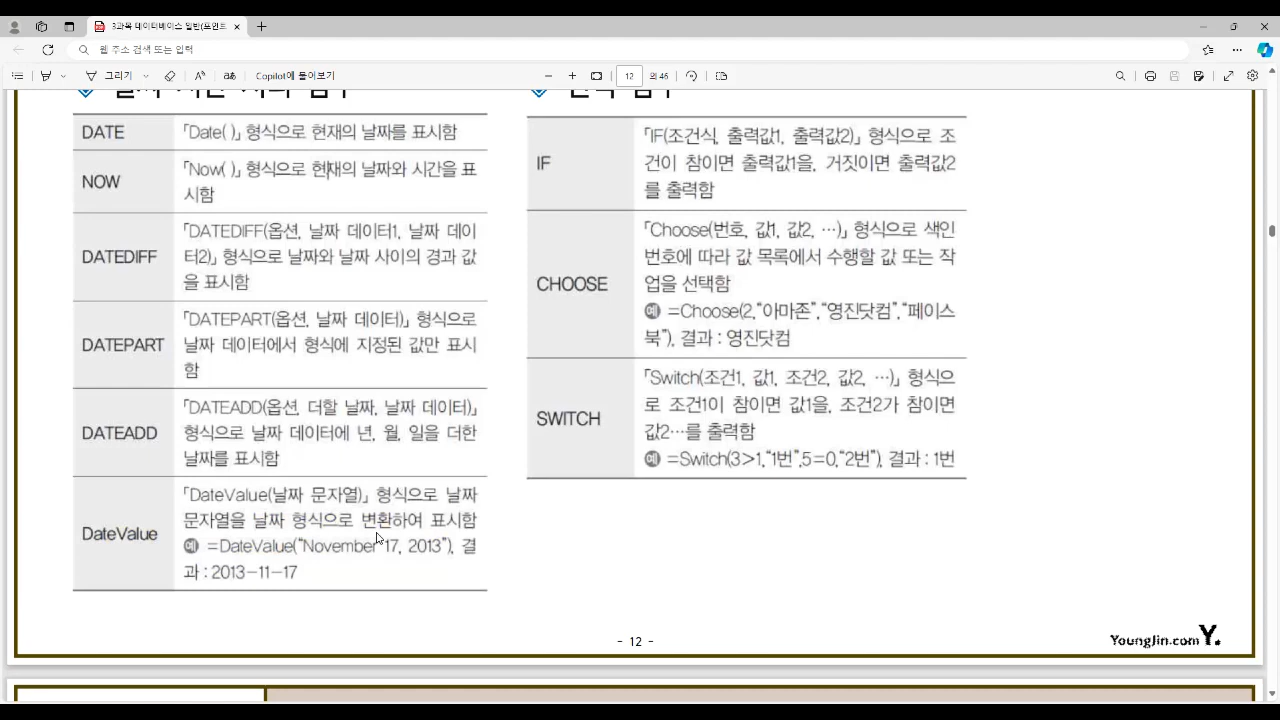 3과목 데이터베이스 일반(포인트
웹 주소 검색 또는 입력
그리기
Copilot에 물어보기
12
의 46
DATE
「Date( )」 형식으로 현재의 날짜를 표시함
NOW
「Now( )」 형식으로 현재의 날짜와 시간을 표
시함
DATEDIFF
「DATEDIFF(옵션, 날짜 데이터1, 날짜 데이
터2)」 형식으로 날짜와 날짜 사이의 경과 값
을 표시함
DATEPART
「DATEPART(옵션, 날짜 데이터)」 형식으로
날짜 데이터에서 형식에 지정된 값만 표시
함
DATEADD
「DATEADD(옵션, 더할 날짜, 날짜 데이터)」
형식으로 날짜 데이터에 년, 월, 일을 더한
날짜를 표시함
DateValue
「DateValue(날짜 문자열)」 형식으로 날짜
문자열을 날짜 형식으로 변환하여 표시함
예 =DateValue(“November 17, 2013”), 결
과 : 2013-11-17
IF
「IF(조건식, 출력값1, 출력값2)」 형식으로 조
건이 참이면 출력값1을, 거짓이면 출력값2
를 출력함
CHOOSE
「Choose(번호, 값1, 값2, …)」 형식으로 색인
번호에 따라 값 목록에서 수행할 값 또는 작
업을 선택함
예 =Choose(2,“아마존”,“영진닷컴”,“페이스
북”), 결과 : 영진닷컴
SWITCH
「Switch(조건1, 값1, 조건2, 값2, …)」 형식으
로 조건1이 참이면 값1을, 조건2가 참이면
값2…를 출력함
예 =Switch(3>1,“1번”,5=0,“2번”), 결과 : 1번
- 12 -
YoungJin.com Y.